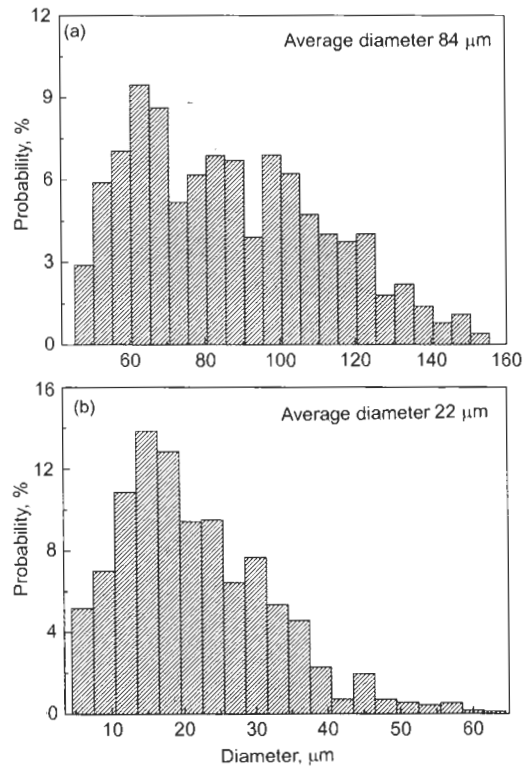 12
(a)
Average diameter 84 μm
9
6
3
0
Probability, %
60 80 100 120 140 160
16
(b)
Average diameter 22 μm
12
8
4
0
Probability, %
10 20 30 40 50 60
Diameter, μm